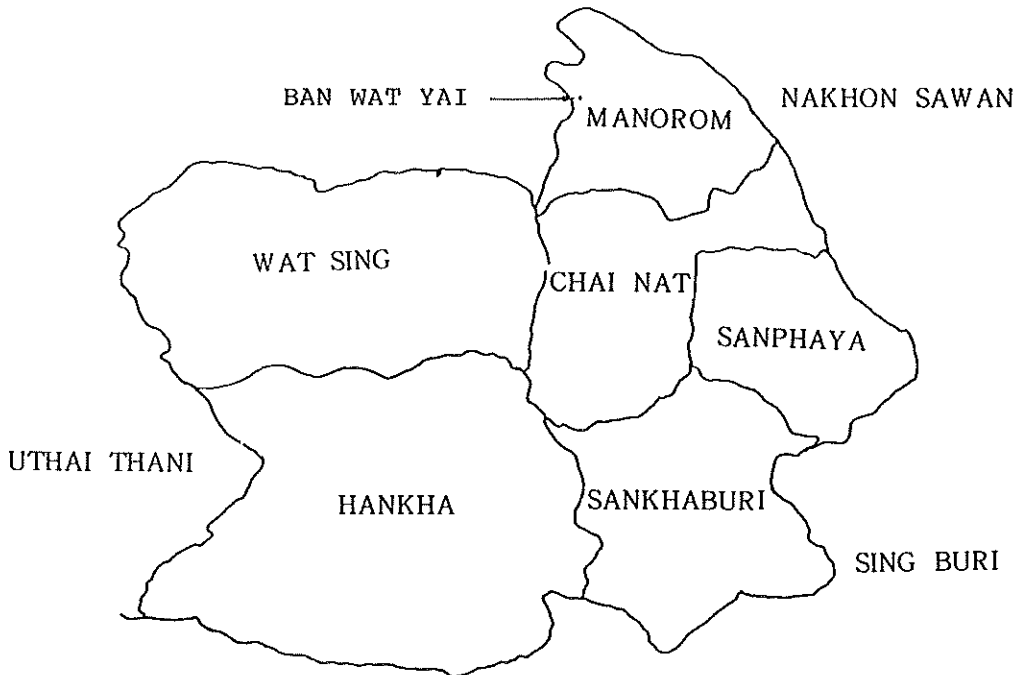 BAN WAT YAI
NAKHON SAWAN
MANOROM
WAT SING
CHAI NAT
SANPHAYA
UTHAI THANI
HANKHA
SANKHABURI
SING BURI